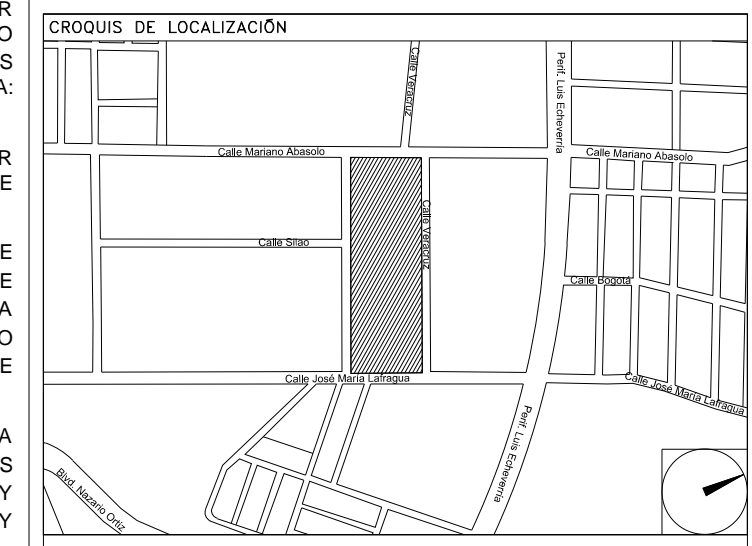 R
O
S
A:
R
E
E
E
A
O
E
A
S
Y
Y
CROQUIS DE LOCALIZACIÓN
Calle Veracruz
Perif. Luis Echeverría
Calle Mariano Abasolo
Calle Mariano Abasolo
Calle Veracruz
Calle Silao
Calle Bogotá
Calle José María Lafragua
Calle José María Lafragua
Perif. Luis Echeverría
Blvd. Nazario Ortiz